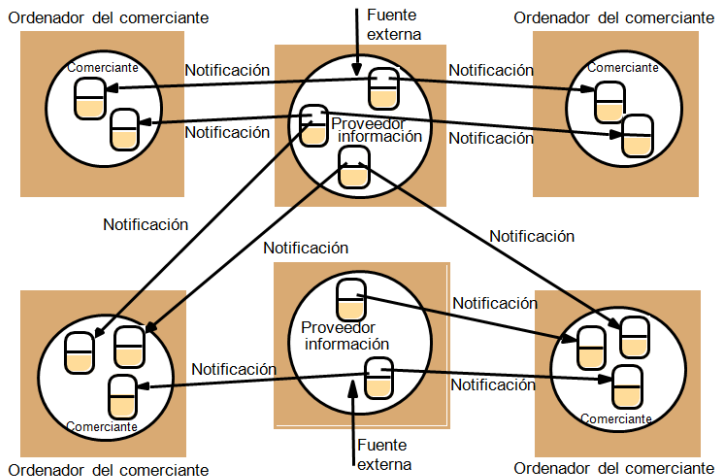 Ordenador del comerciante
Fuente
externa
Ordenador del comerciante
Comerciante
Notificación
Notificación
Comerciante
Notificación
Proveedor
información
Notificación
Notificación
Notificación
Notificación
Notificación
Proveedor
información
Notificación
Notificación
Comerciante
Comerciante
Fuente
externa
Ordenador del comerciante
Ordenador del comerciante